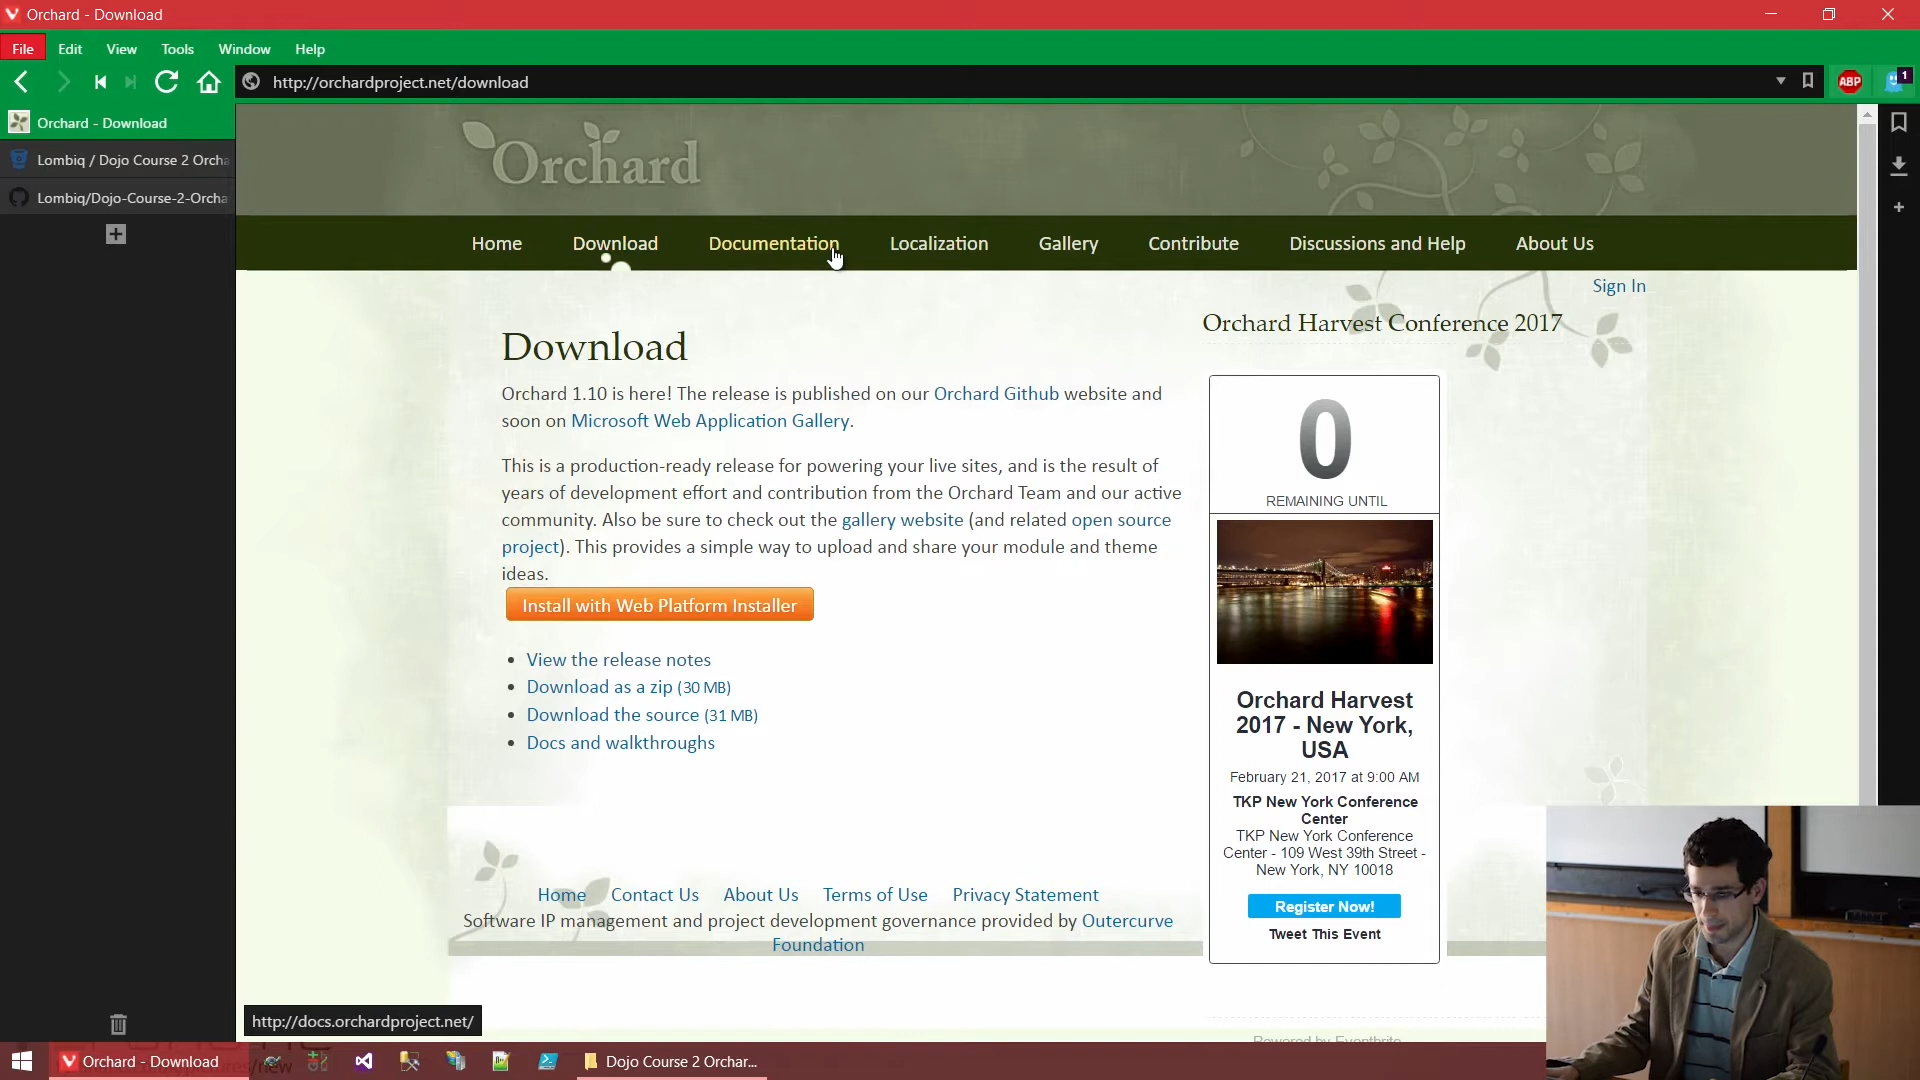 Orchard - Download
File Edit View Tools Window Help
http://orchardproject.net/download
ABP
1
Orchard - Download
Lombiq / Dojo Course 2 Orcha
Lombiq/Dojo-Course-2-Orcha
Orchard
Home Download Documentation Localization Gallery Contribute Discussions and Help About Us
Sign In
Download
Orchard 1.10 is here! The release is published on our Orchard Github website and
soon on Microsoft Web Application Gallery.
This is a production-ready release for powering your live sites, and is the result of
years of development effort and contribution from the Orchard Team and our active
community. Also be sure to check out the gallery website (and related open source
project). This provides a simple way to upload and share your module and theme
ideas.
Install with Web Platform Installer
View the release notes
Download as a zip (30 MB)
Download the source (31 MB)
Docs and walkthroughs
Orchard Harvest Conference 2017
0
REMAINING UNTIL
Orchard Harvest
2017 - New York,
USA
February 21, 2017 at 9:00 AM
TKP New York Conference
Center
TKP New York Conference
Center - 109 West 39th Street -
New York, NY 10018
Register Now!
Tweet This Event
Powered by Eventbrite
Home Contact Us About Us Terms of Use Privacy Statement
Software IP management and project development governance provided by Outercurve
Foundation
http://docs.orchardproject.net/
Orchard - Download
Dojo Course 2 Orchar...